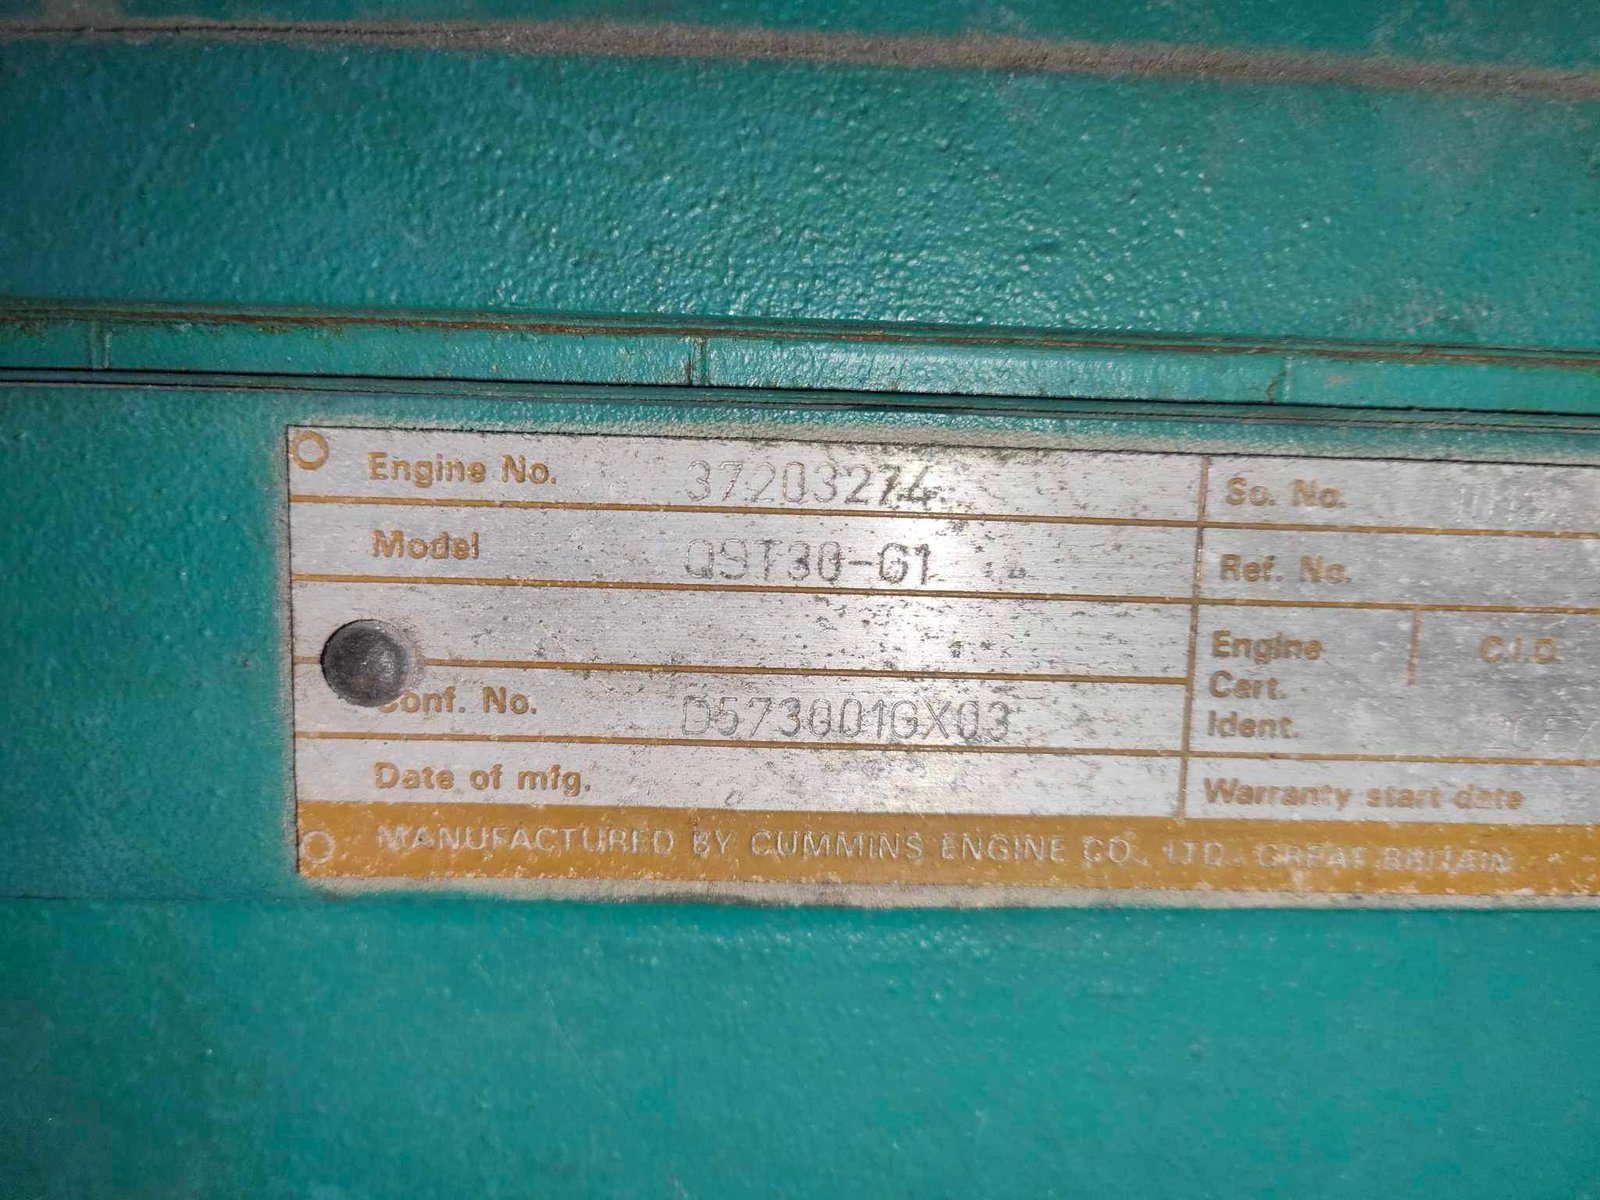 Engine No. 37203274 So. No.
Model QST30-G1 Ref. No.
Engine Cert. Ident. C.I.D.
Conf. No. D573001GX03
Date of mfg. Warranty start date
MANUFACTURED BY CUMMINS ENGINE CO., LTD. GREAT BRITAIN